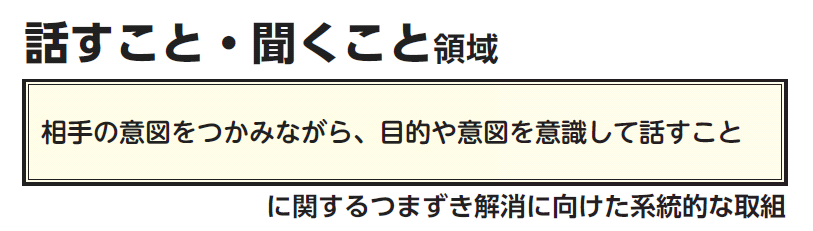 話すこと・聞くこと領域
相手の意図をつかみながら、目的や意図を意識して話すこと
に関するつまずき解消に向けた系統的な取組